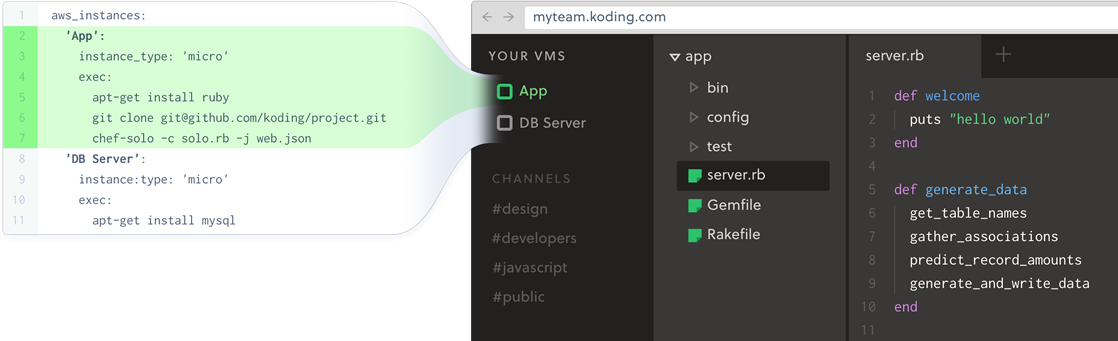 1 aws_instances:
2 'App':
3 instance_type: 'micro'
4 exec:
5 apt-get install ruby
6 git clone git@github.com/koding/project.git
7 chef-solo -c solo.rb -j web.json
8 'DB Server':
9 instance:type: 'micro'
10 exec:
11 apt-get install mysql
myteam.koding.com
YOUR VMS
App
DB Server
CHANNELS
#design
#developers
#javascript
#public
app
bin
config
test
server.rb
Gemfile
Rakefile
server.rb
1 def welcome
2 puts "hello world"
3 end
4
5 def generate_data
6 get_table_names
7 gather_associations
8 predict_record_amounts
9 generate_and_write_data
10 end
11